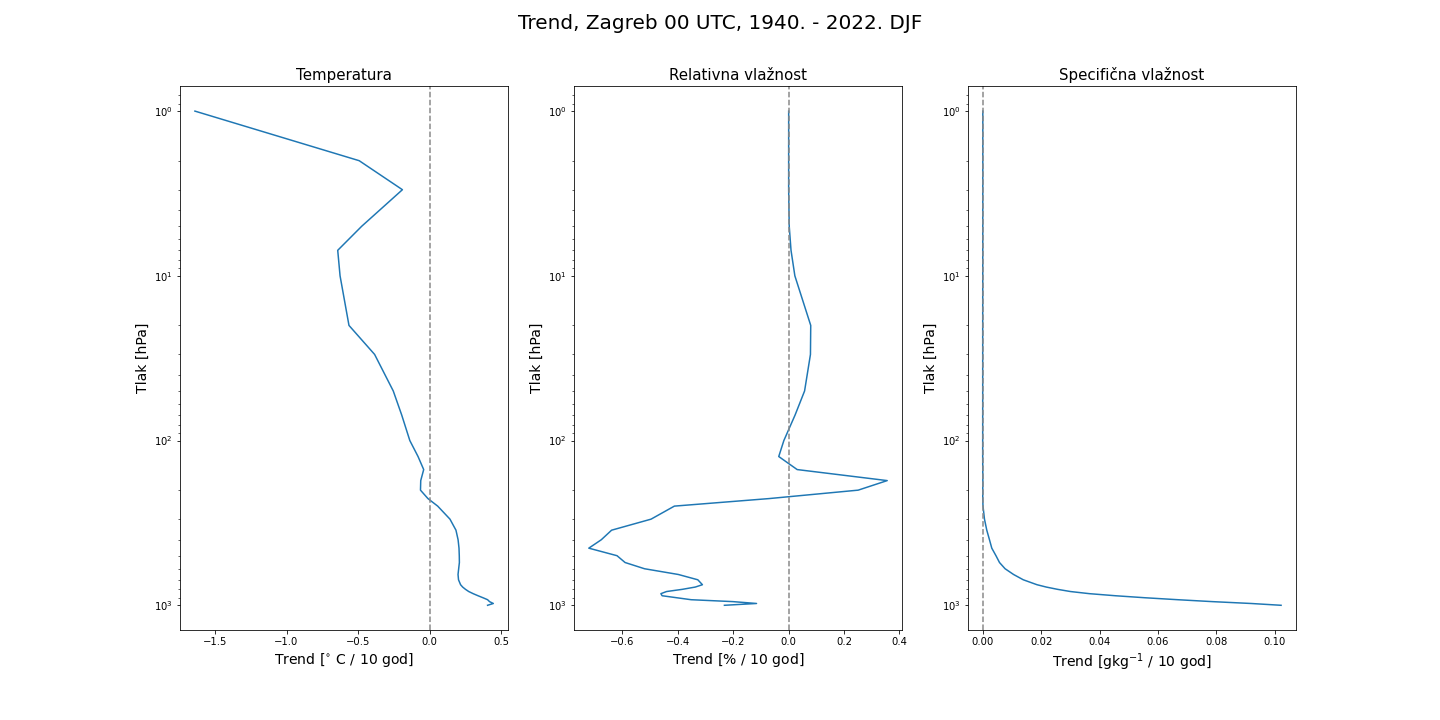 Trend, Zagreb 00 UTC, 1940. - 2022. DJF
Temperatura
10⁰
10¹
10²
10³
Tlak [hPa]
−1.5 −1.0 −0.5 0.0 0.5
Trend [° C / 10 god]
Relativna vlažnost
10⁰
10¹
10²
10³
Tlak [hPa]
−0.6 −0.4 −0.2 0.0 0.2 0.4
Trend [% / 10 god]
Specifična vlažnost
10⁰
10¹
10²
10³
Tlak [hPa]
0.00 0.02 0.04 0.06 0.08 0.10
Trend [gkg⁻¹ / 10 god]